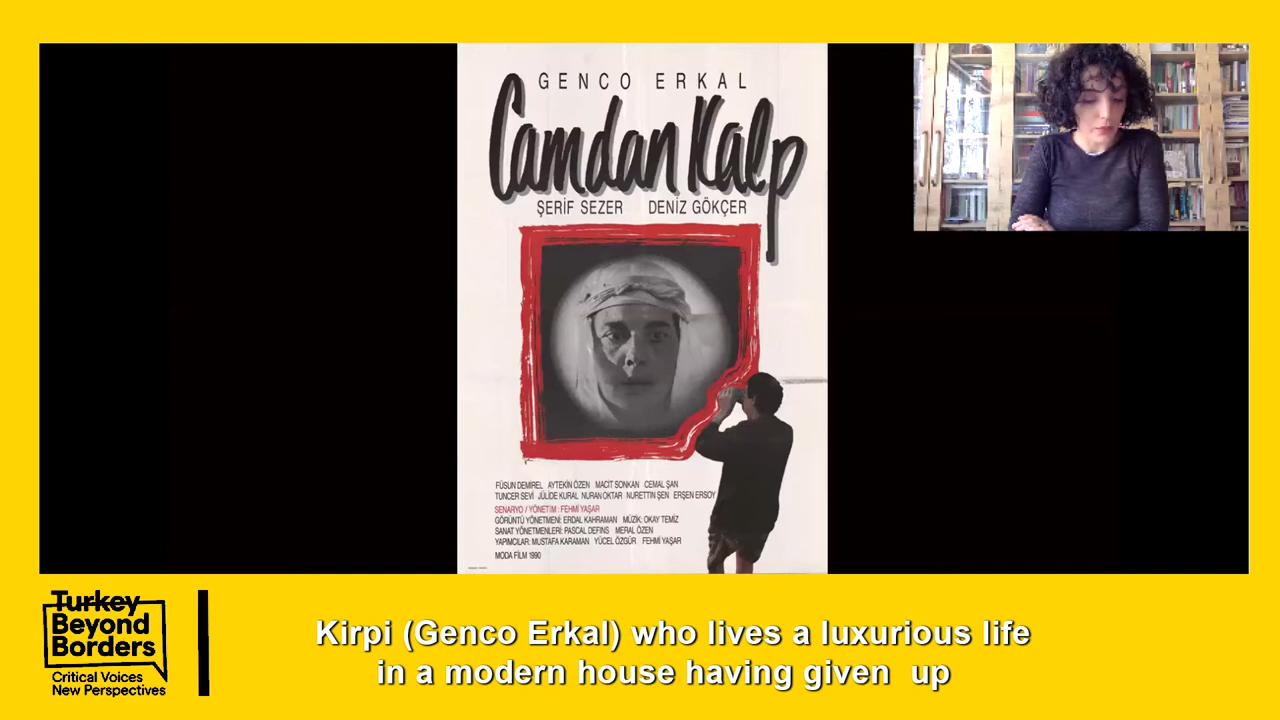 GENCO ERKAL
Camdan Kalp
ŞERİF SEZER DENİZ GÖKÇER
FÜSUN DEMİREL AYTEKİN ÖZEN MACİT SONKAN CEMAL ŞAN
TUNCER SEVİ JÜLİDE KURAL NURAN OKTAR NURETTİN ŞEN ERŞEN ERSOY
SENARYO / YÖNETİM : FEHMİ YAŞAR
GÖRÜNTÜ YÖNETMENİ: ERDAL KAHRAMAN MÜZİK: OKAY TEMİZ
SANAT YÖNETMENLERİ: PASCAL DEFINS MERAL ÖZEN
YAPIMCILAR: MUSTAFA KARAMAN YÜCEL ÖZGÜR FEHMİ YAŞAR
MODA FİLM 1990
Turkey
Beyond
Borders
Critical Voices
New Perspectives
Kirpi (Genco Erkal) who lives a luxurious life
in a modern house having given up